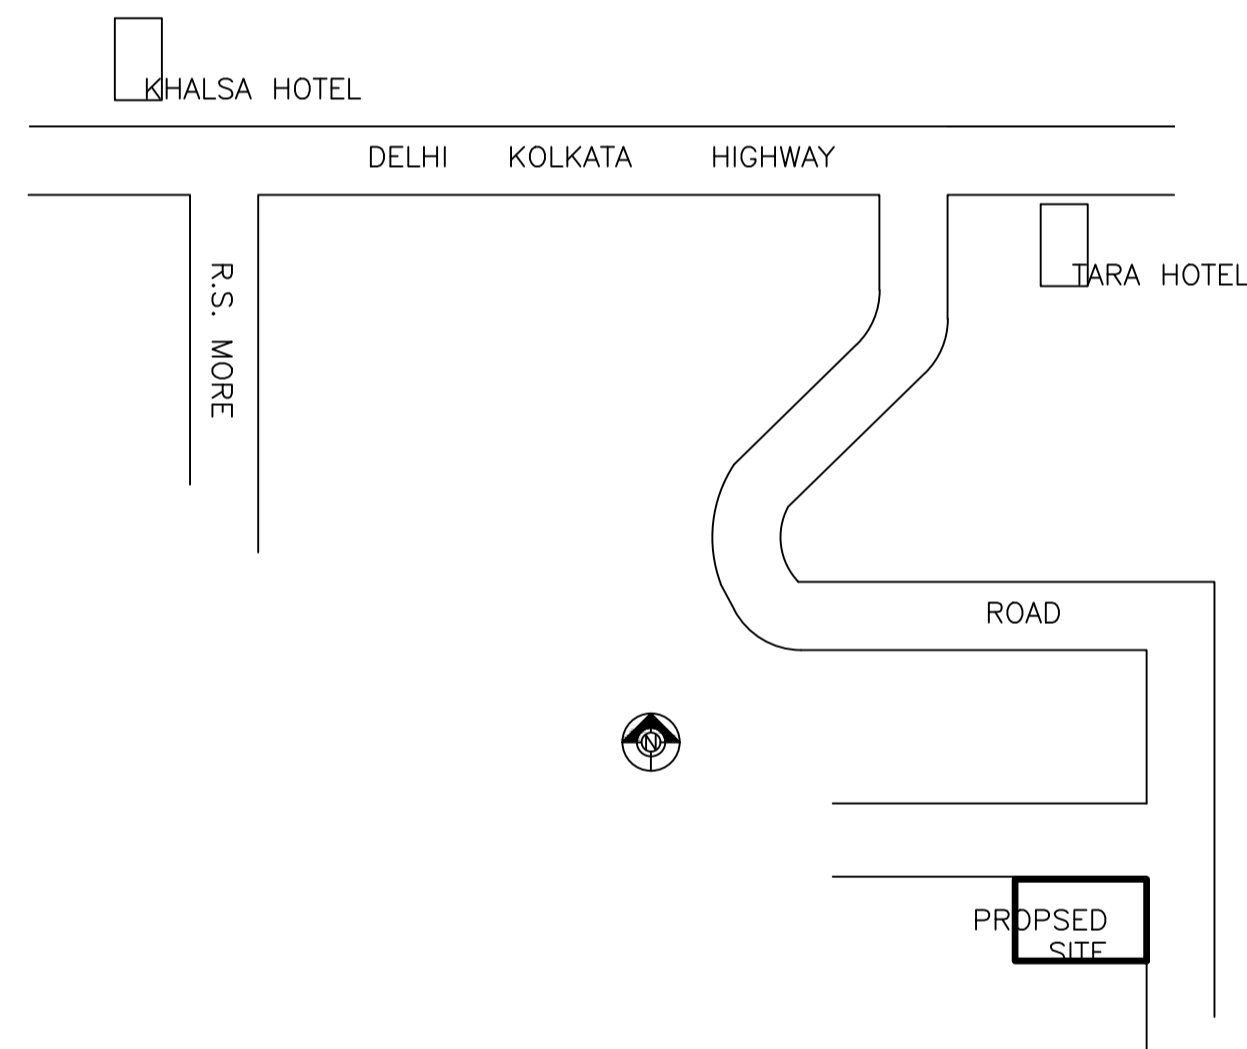 KHALSA HOTEL
DELHI KOLKATA HIGHWAY
R.S. MORE
TARA HOTEL
ROAD
N
PROPSED
SITE